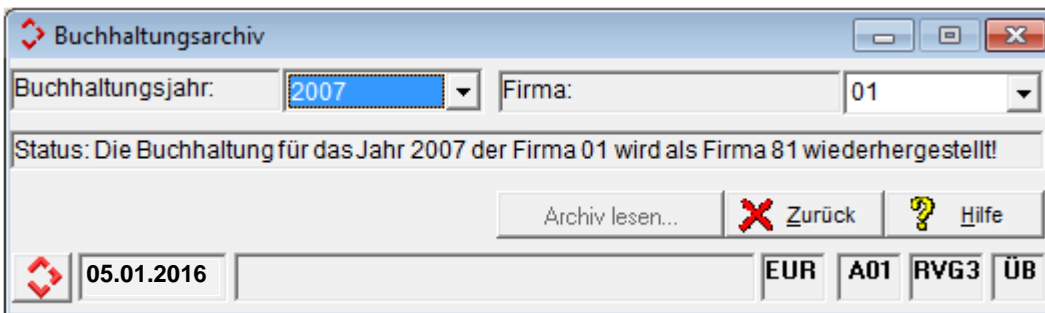 Buchhaltungsarchiv
Buchhaltungsjahr: 2007 Firma: 01
Status: Die Buchhaltung für das Jahr 2007 der Firma 01 wird als Firma 81 wiederhergestellt!
Archiv lesen... Zurück Hilfe
05.01.2016 EUR A01 RVG3 ÜB